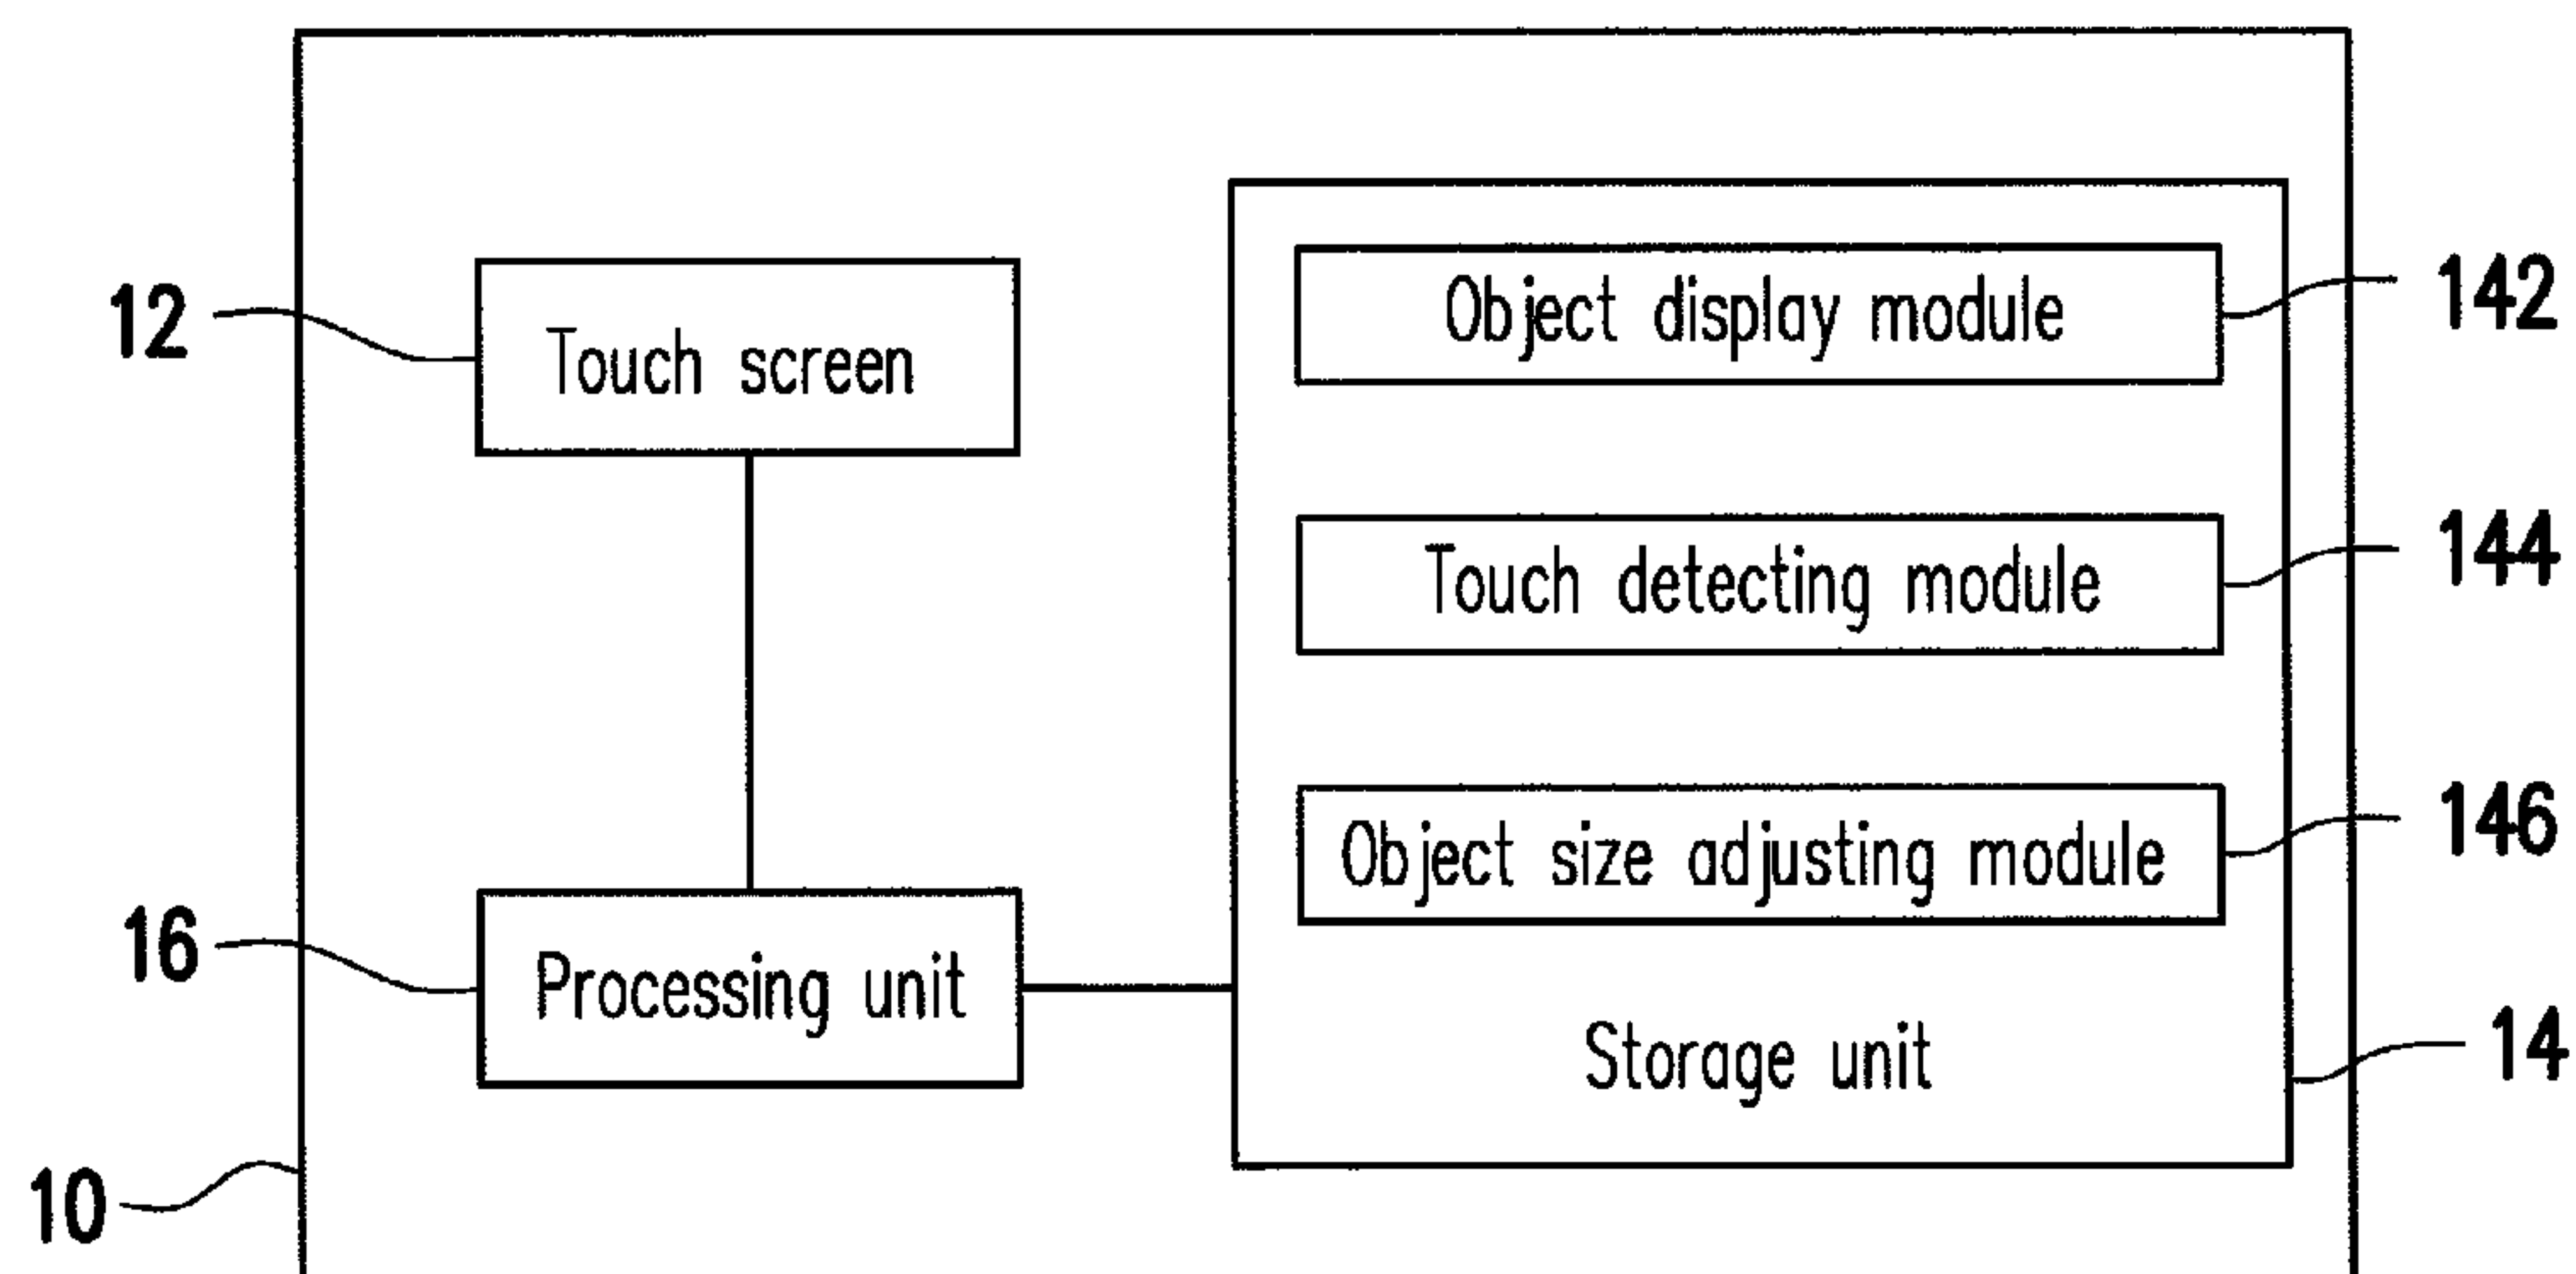 Object display module
142
12
Touch screen
Touch detecting module
144
Object size adjusting module
146
16
Processing unit
Storage unit
14
10